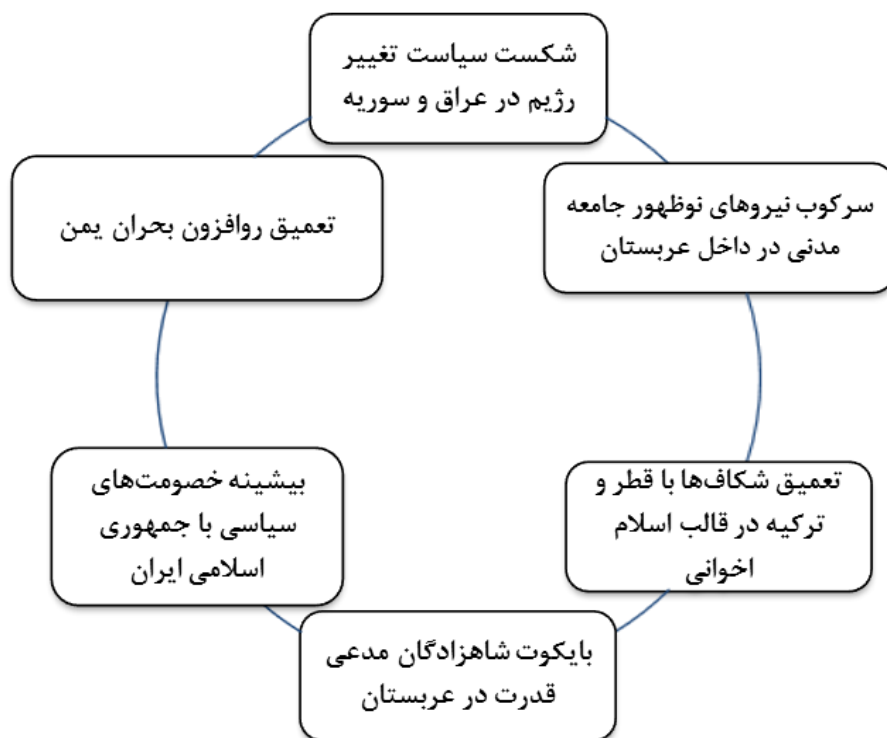 شکست سیاست تغییر
رژیم در عراق و سوریه
سرکوب نیروهای نوظهور جامعه
مدنی در داخل عربستان
تعمیق شکاف‌ها با قطر و
ترکیه در قالب اسلام
اخوانی
بایکوت شاهزادگان مدعی
قدرت در عربستان
بیشینه خصومت‌های
سیاسی با جمهوری
اسلامی ایران
تعمیق روافزون بحران یمن